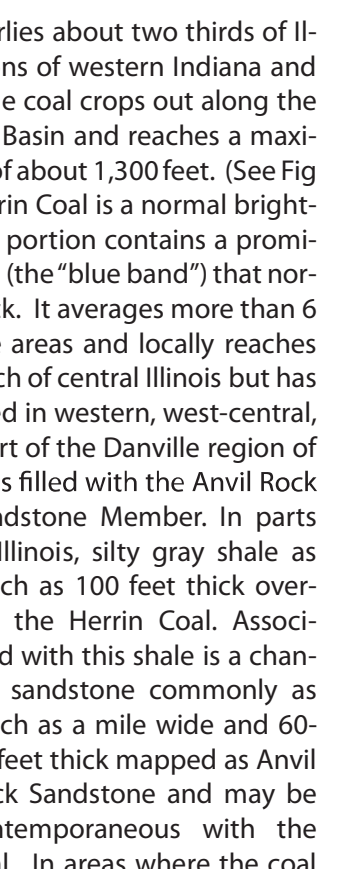 rlies about two thirds of Il-
ns of western Indiana and
e coal crops out along the
Basin and reaches a maxi-
of about 1,300 feet. (See Fig
rin Coal is a normal bright-
portion contains a promi-
(the “blue band”) that nor-
k. It averages more than 6
e areas and locally reaches
ch of central Illinois but has
ed in western, west-central,
rt of the Danville region of
s filled with the Anvil Rock
ndstone Member. In parts
Illinois, silty gray shale as
ch as 100 feet thick over-
the Herrin Coal. Associ-
d with this shale is a chan-
sandstone commonly as
ch as a mile wide and 60-
feet thick mapped as Anvil
ck Sandstone and may be
ntemporaneous with the
l. In areas where the coal